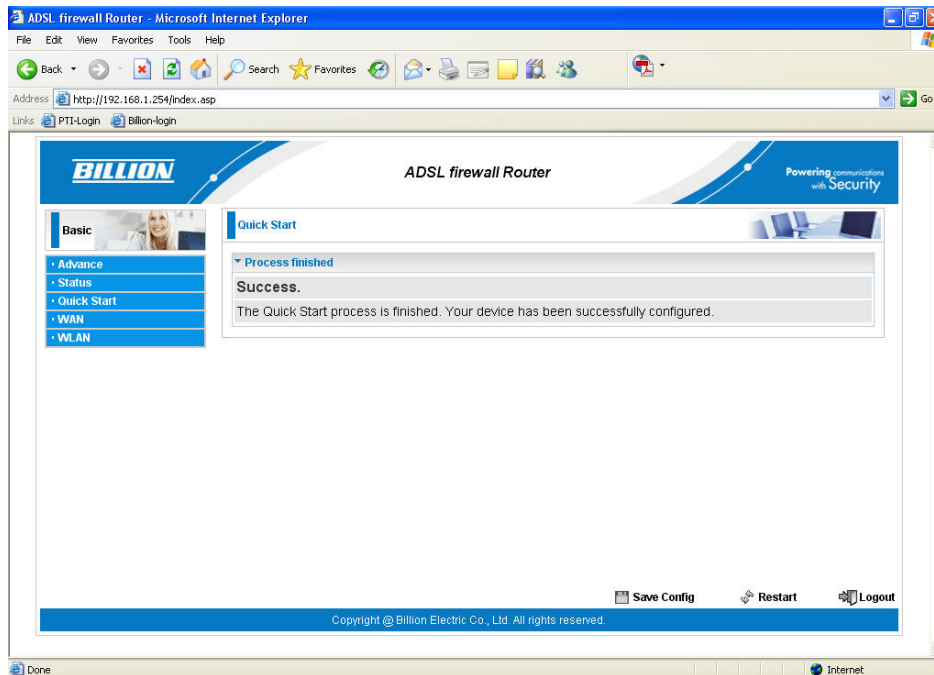 ADSL firewall Router - Microsoft Internet Explorer
File Edit View Favorites Tools Help
Back Search Favorites
Address http://192.168.1.254/index.asp Go
Links PTI-Login Billion-login
BILLION
ADSL firewall Router
Powering communications
with Security
Basic
Quick Start
· Advance
· Status
· Quick Start
· WAN
· WLAN
Process finished
Success.
The Quick Start process is finished. Your device has been successfully configured.
Save Config Restart Logout
Copyright @ Billion Electric Co., Ltd. All rights reserved.
Done Internet